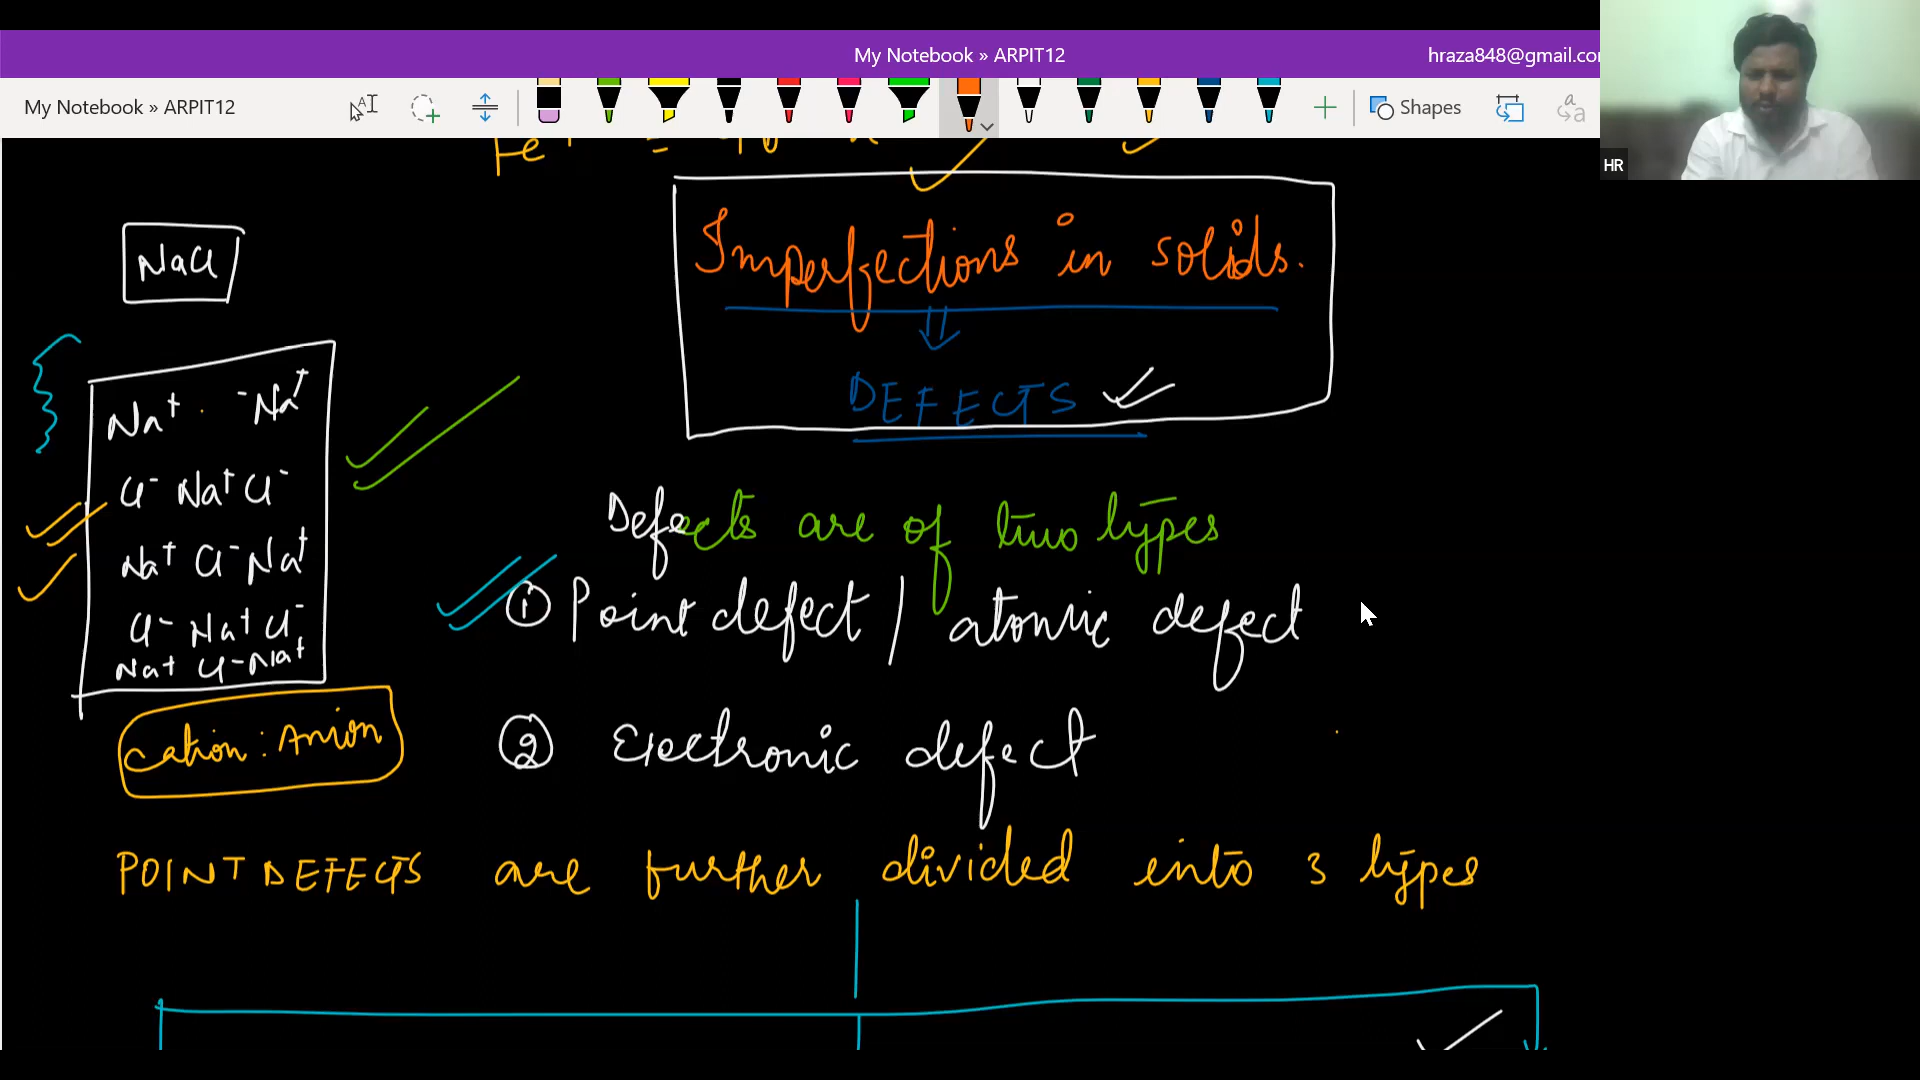 My Notebook » ARPIT12
hraza848@gmail.co
My Notebook » ARPIT12
Shapes
HR
NaCl
Imperfections in solids.
DEFECTS
Na+ - Na+
Cl- Na+ Cl-
Na+ Cl- Na+
Cl- Na+ Cl-
Na+ Cl- Na+
Cation : Anion
Defects are of two types
① Point defect / atomic defect
② Electronic defect
POINT DEFECTS are further divided into 3 types